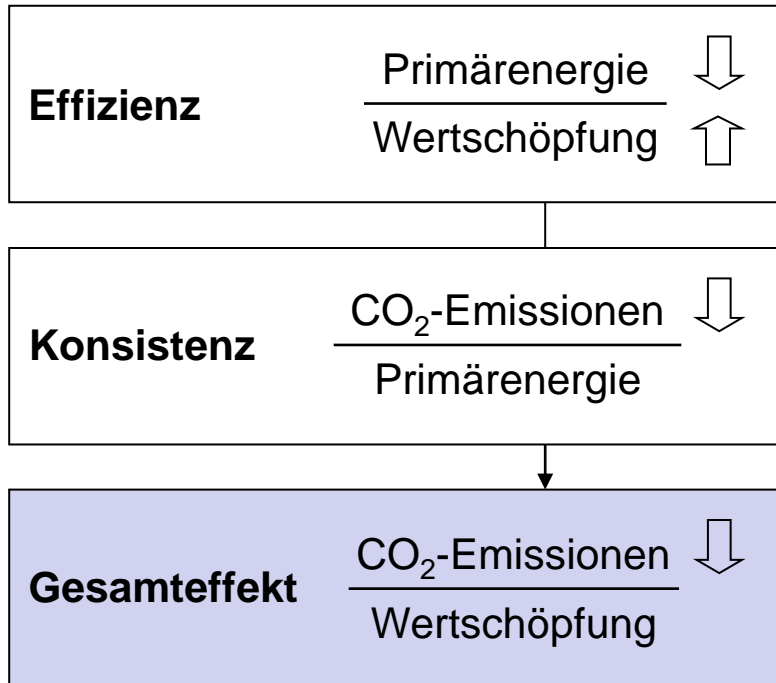 Effizienz
Primärenergie
Wertschöpfung
Konsistenz
CO₂-Emissionen
Primärenergie
Gesamteffekt
CO₂-Emissionen
Wertschöpfung